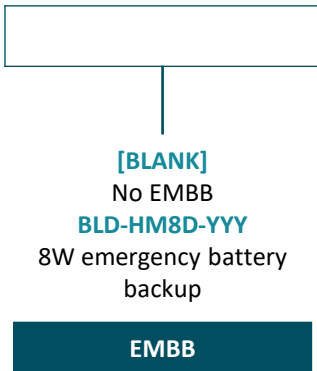 [BLANK]
No EMBB
BLD-HM8D-YYY
8W emergency battery
backup
EMBB